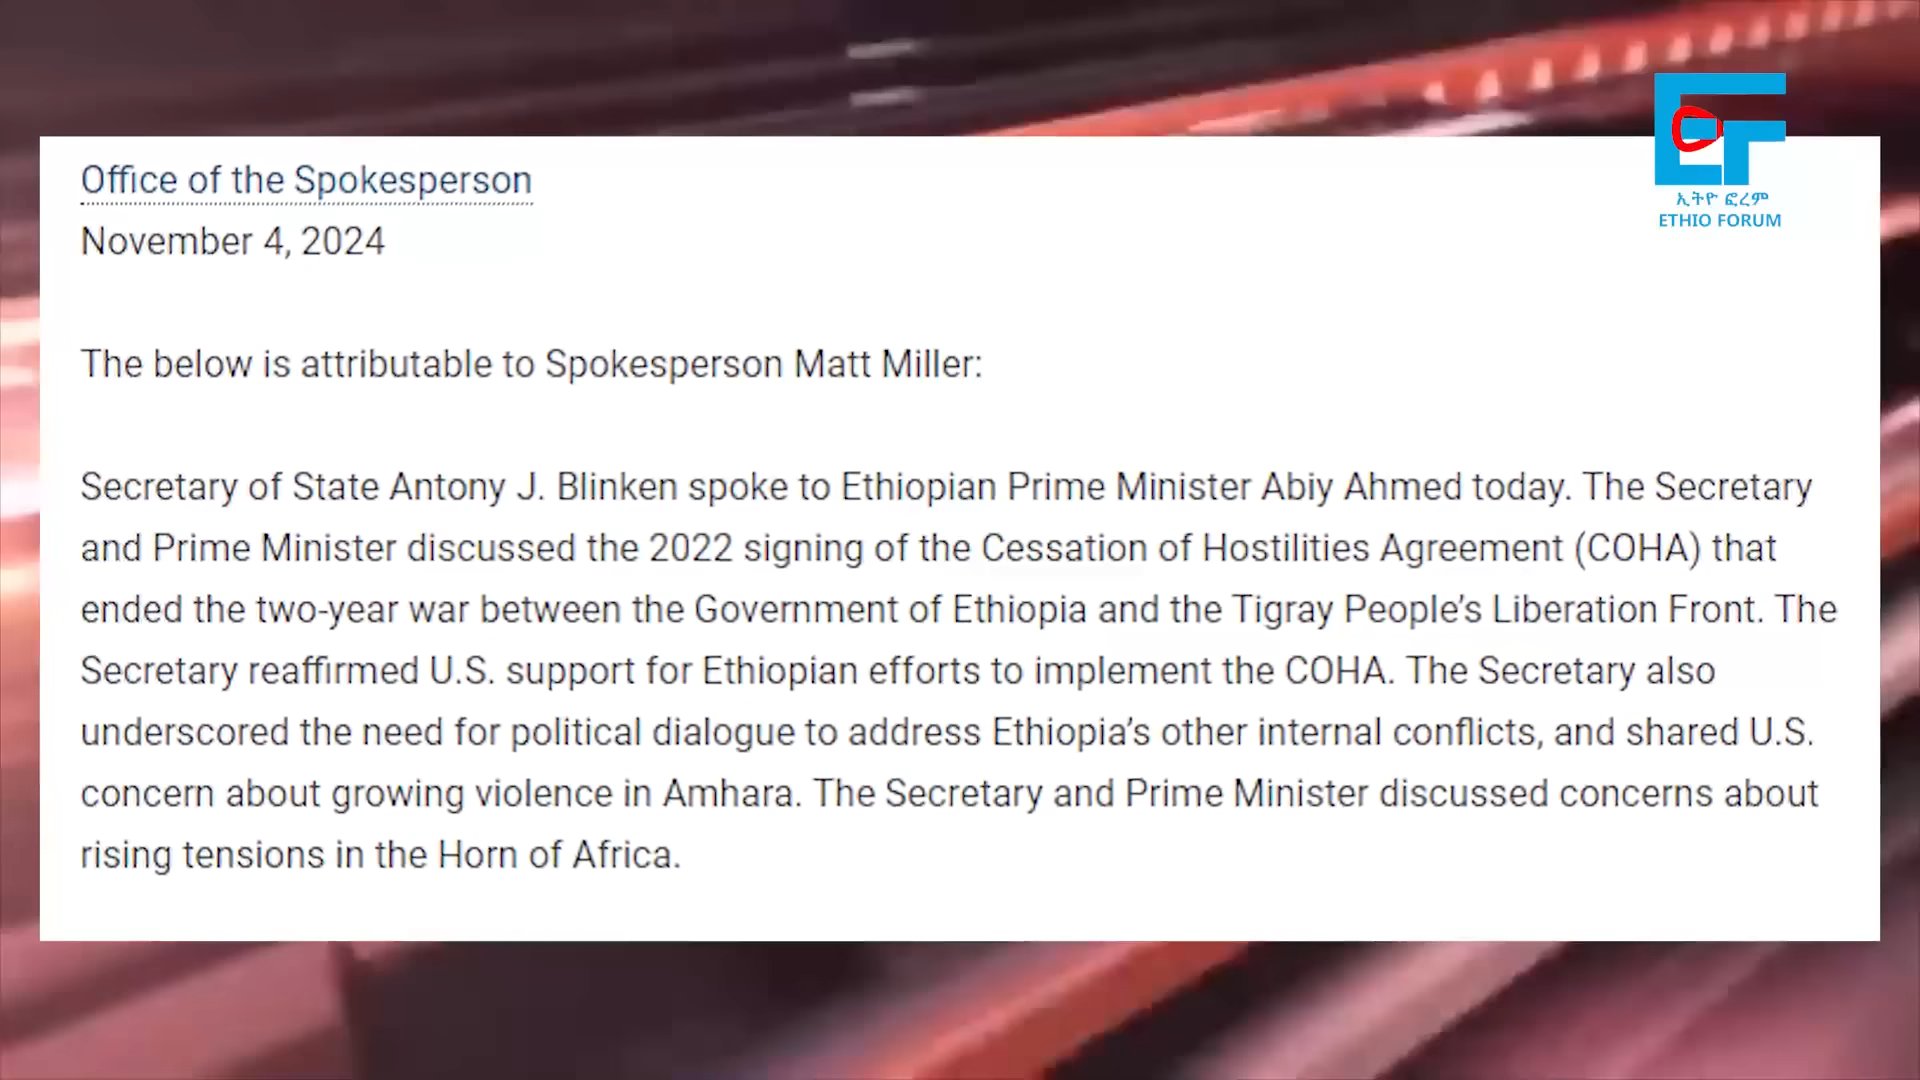 Office of the Spokesperson
November 4, 2024
The below is attributable to Spokesperson Matt Miller:
Secretary of State Antony J. Blinken spoke to Ethiopian Prime Minister Abiy Ahmed today. The Secretary
and Prime Minister discussed the 2022 signing of the Cessation of Hostilities Agreement (COHA) that
ended the two-year war between the Government of Ethiopia and the Tigray People’s Liberation Front. The
Secretary reaffirmed U.S. support for Ethiopian efforts to implement the COHA. The Secretary also
underscored the need for political dialogue to address Ethiopia’s other internal conflicts, and shared U.S.
concern about growing violence in Amhara. The Secretary and Prime Minister discussed concerns about
rising tensions in the Horn of Africa.
EF
ኢትዮ ፎረም
ETHIO FORUM